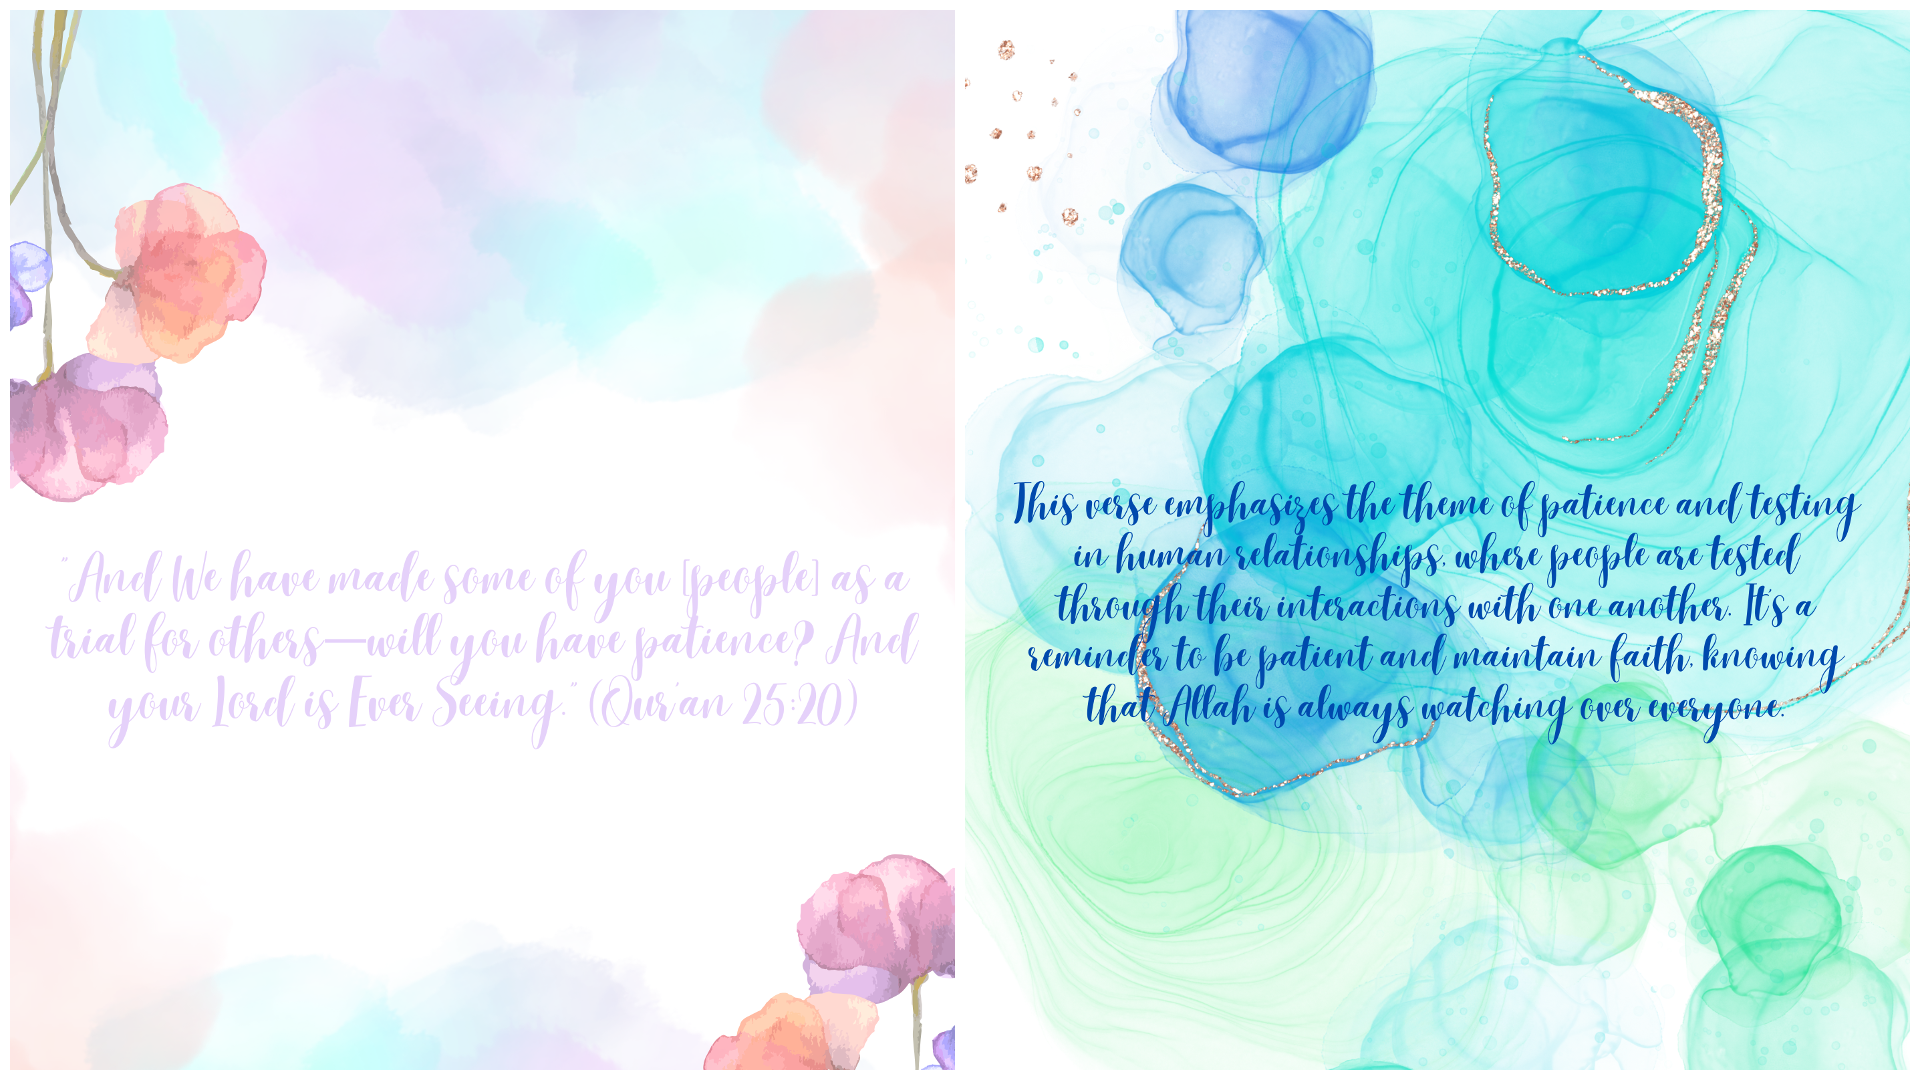 "And We have made some of you [people] as a
trial for others—will you have patience? And
your Lord is Ever Seeing." (Qur'an 25:20)
This verse emphasizes the theme of patience and testing
in human relationships, where people are tested
through their interactions with one another. It's a
reminder to be patient and maintain faith, knowing
that Allah is always watching over everyone.